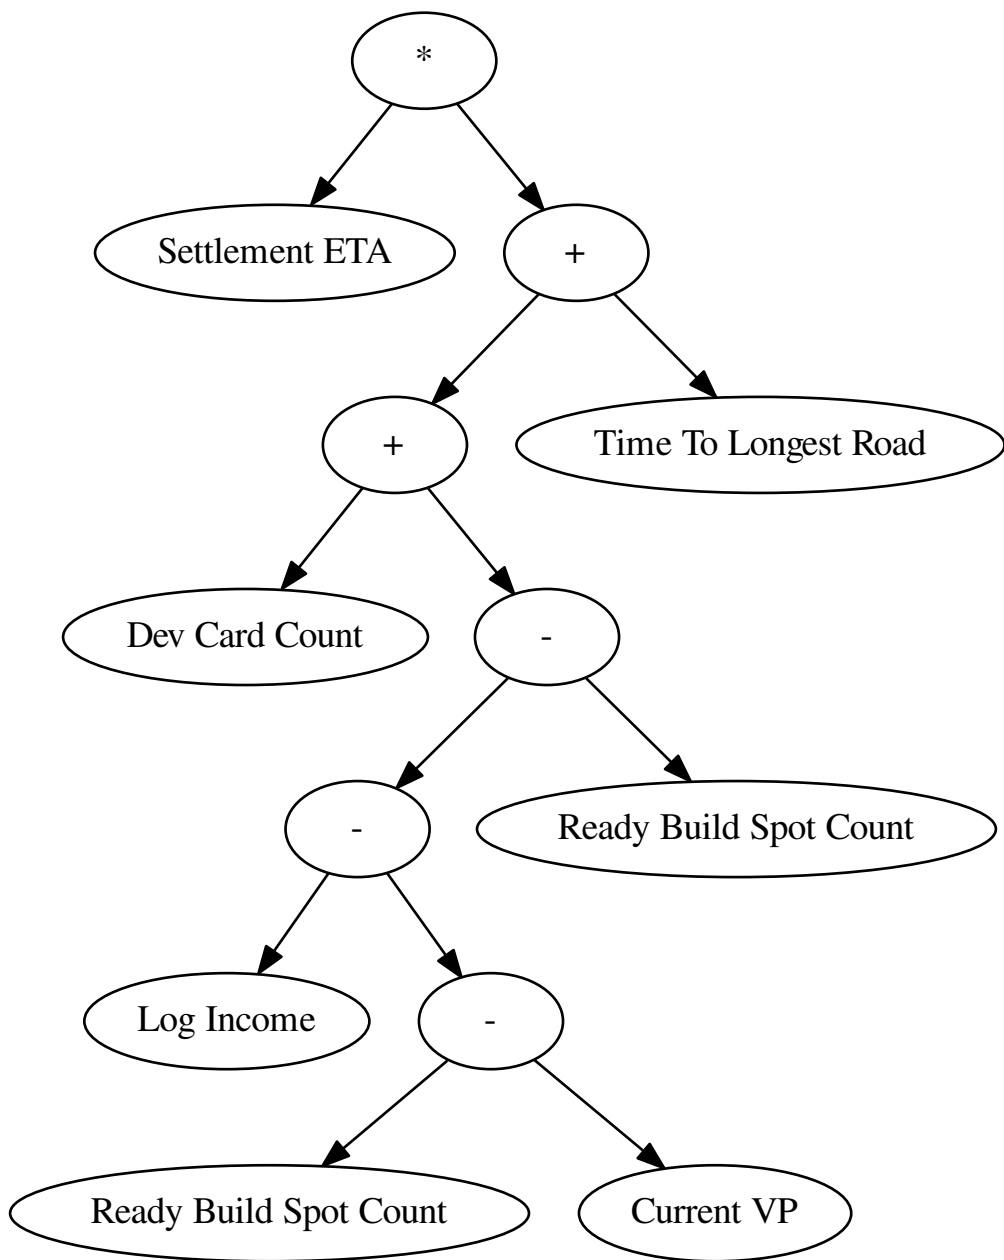 *
Settlement ETA
+
+
Time To Longest Road
Dev Card Count
-
-
Ready Build Spot Count
Log Income
-
Ready Build Spot Count
Current VP